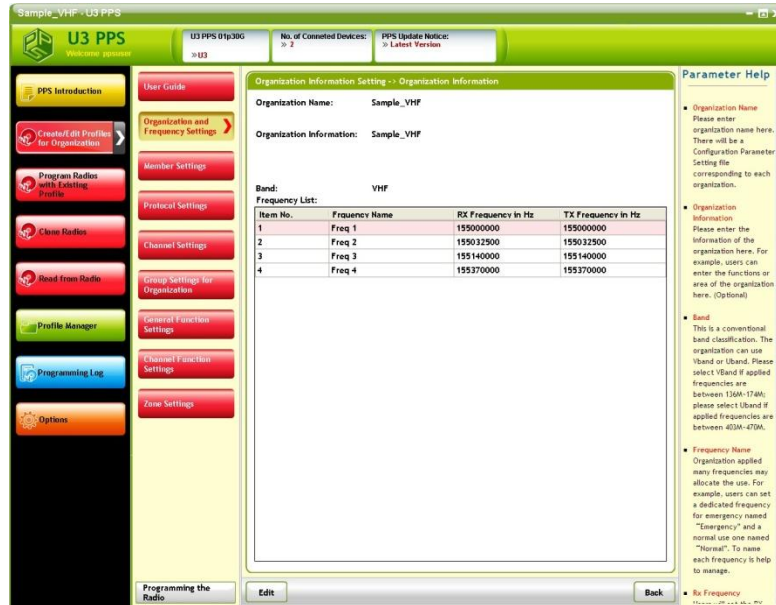 Sample_VHF - U3 PPS
U3 PPS
U3 PPS 01p30G
»U3
No. of Conneted Devices:
» 2
PPS Update Notice:
» Latest Version
PPS Introduction
Create/Edit Profiles
for Organization
Program Radios
with Existing
Profile
Clone Radios
Read from Radio
Profile Manager
Programming Log
Options
User Guide
Organization and
Frequency Settings
Member Settings
Protocol Settings
Channel Settings
Group Settings for
Organization
General Function
Settings
Channel Function
Settings
Zone Settings
Programming the
Radio
Organization Information Setting -> Organization Information
Organization Name: Sample_VHF
Organization Information: Sample_VHF
Band: VHF
Frequency List:
Item No. Frquency Name RX Frequency in Hz TX Frequency in Hz
1 Freq 1 155000000 155000000
2 Freq 2 155032500 155032500
3 Freq 3 155140000 155140000
4 Freq 4 155370000 155370000
Edit
Back
Parameter Help
Organization Name
Please enter
organization name here.
There will be a
Configuration Parameter
Setting file
corresponding to each
organization.
Organization
Information
Please enter the
information of the
organization here. For
example, users can
enter the functions or
area of the organization
here. (Optional)
Band
This is a conventional
band classification. The
organization can use
Vband or Uband. Please
select VBand if applied
frequencies are
between 136M~174M;
please select Uband if
applied frequencies are
between 403M~470M.
Frequency Name
Organization applied
many frequencies may
allocate the use. For
example, users can set
a dedicated frequency
for emergency named
"Emergency" and a
normal use one named
"Normal". To name
each frequency is help
to manage.
Rx Frequency